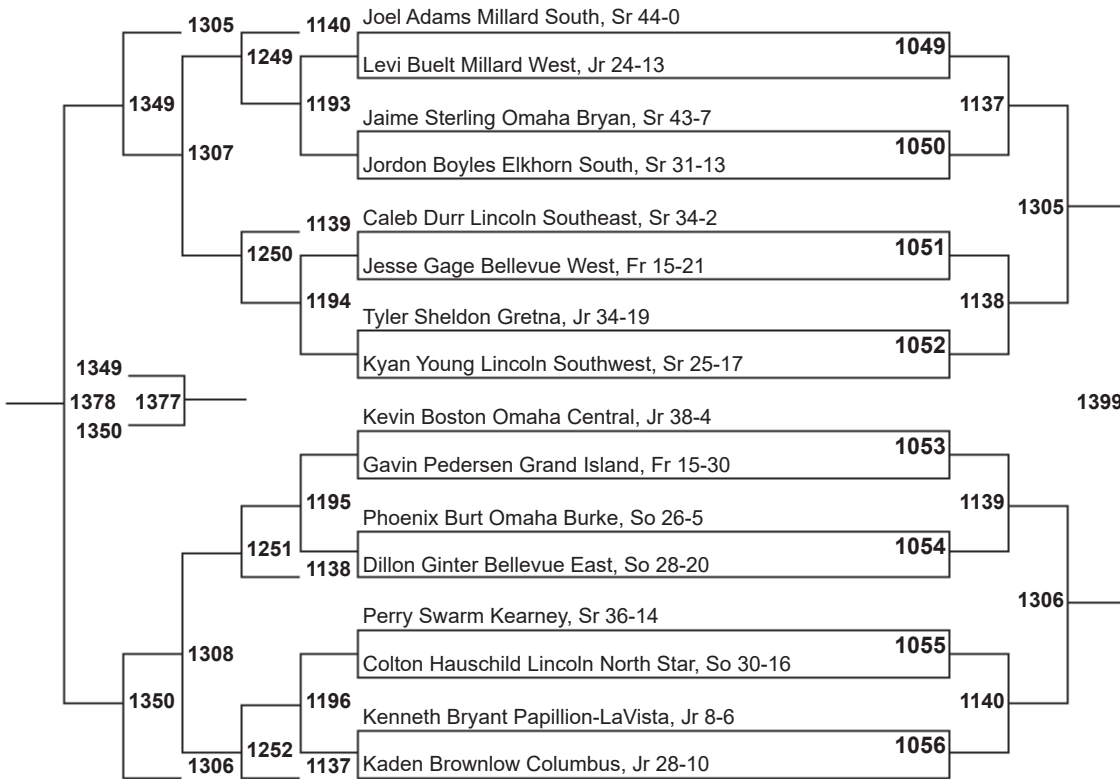 1305
1140
Joel Adams Millard South, Sr 44-0
1049
1249
Levi Buelt Millard West, Jr 24-13
1349
1193
1137
Jaime Sterling Omaha Bryan, Sr 43-7
1050
1307
Jordon Boyles Elkhorn South, Sr 31-13
1305
1139
Caleb Durr Lincoln Southeast, Sr 34-2
1051
1250
Jesse Gage Bellevue West, Fr 15-21
1194
1138
Tyler Sheldon Gretna, Jr 34-19
1052
Kyan Young Lincoln Southwest, Sr 25-17
1349
1378
1377
1399
1350
Kevin Boston Omaha Central, Jr 38-4
1053
Gavin Pedersen Grand Island, Fr 15-30
1195
1139
Phoenix Burt Omaha Burke, So 26-5
1054
1251
1138
Dillon Ginter Bellevue East, So 28-20
1306
Perry Swarm Kearney, Sr 36-14
1055
1308
Colton Hauschild Lincoln North Star, So 30-16
1350
1196
1140
Kenneth Bryant Papillion-LaVista, Jr 8-6
1056
1252
1306
1137
Kaden Brownlow Columbus, Jr 28-10